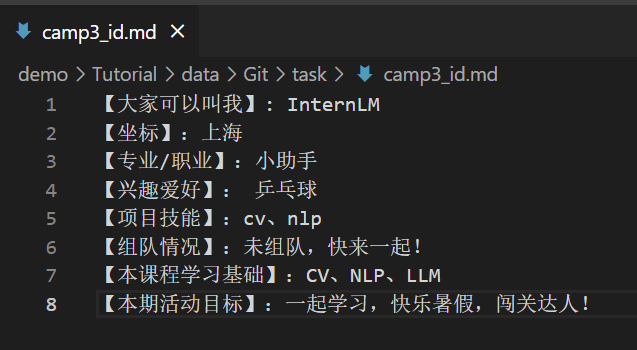 camp3_id.md ×
demo > Tutorial > data > Git > task > camp3_id.md
1 【大家可以叫我】: InternLM
2 【坐标】：上海
3 【专业/职业】：小助手
4 【兴趣爱好】： 乒乓球
5 【项目技能】：cv、nlp
6 【组队情况】：未组队，快来一起！
7 【本课程学习基础】：CV、NLP、LLM
8 【本期活动目标】：一起学习，快乐暑假，闯关达人！